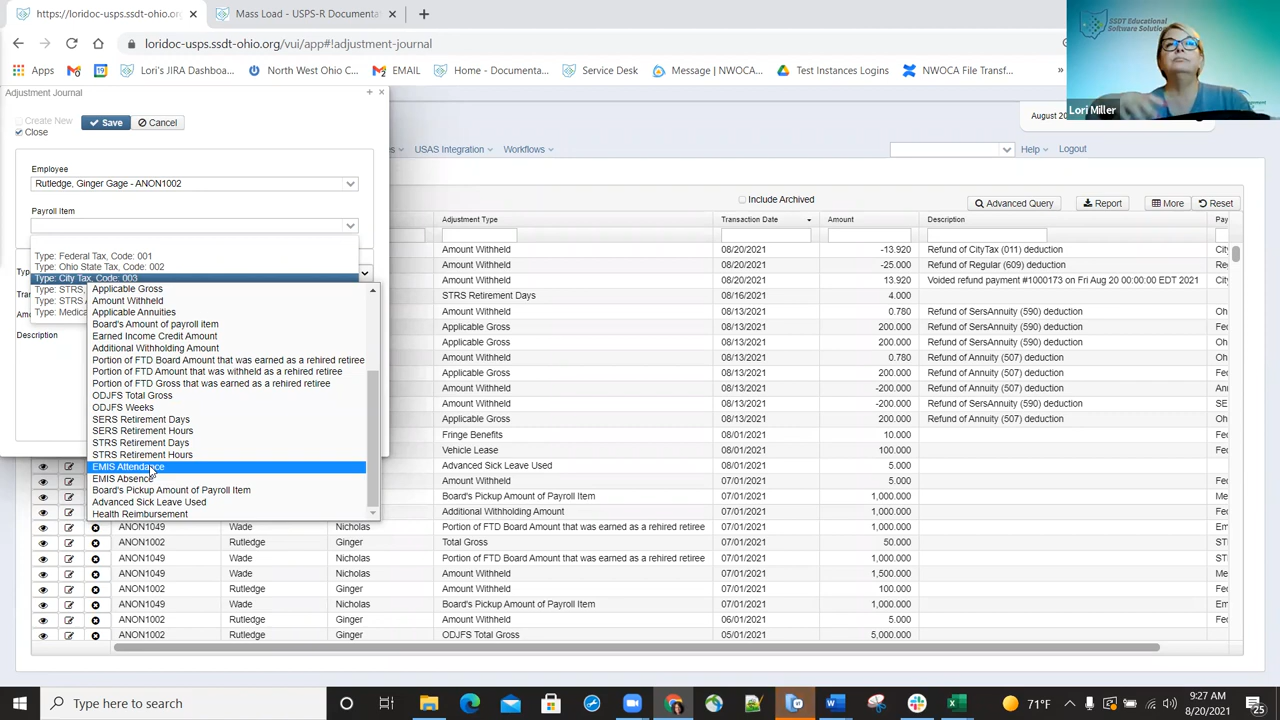 https://loridoc-usps.ssdt-ohio.org/
Mass Load - USPS-R Documenta
loridoc-usps.ssdt-ohio.org/vui/app#!adjustment-journal
Apps
Lori's JIRA Dashboa...
North West Ohio C...
EMAIL
Home - Documenta...
Service Desk
Message | NWOCA...
Test Instances Logon
NWOCA File Transf...
SSDT Educational
Software Solution
Lori Miller
Adjustment Journal
Create New
Close
Save
Cancel
August 20
USAS Integration
Workflows
Help
Logout
Employee
Rutledge, Ginger Gage - ANON1002
Payroll Item
Type: Federal Tax, Code: 001
Type: Ohio State Tax, Code: 002
Type: City Tax, Code: 003
Type: STRS,
Type: STRS
Type: Medica
Description
Applicable Gross
Amount Withheld
Applicable Annuities
Board's Amount of payroll item
Earned Income Credit Amount
Additional Withholding Amount
Portion of FTD Board Amount that was earned as a rehired retiree
Portion of FTD Amount that was withheld as a rehired retiree
Portion of FTD Gross that was earned as a rehired retiree
ODJFS Total Gross
ODJFS Weeks
SERS Retirement Days
SERS Retirement Hours
STRS Retirement Days
STRS Retirement Hours
EMIS Attendance
EMIS Absence
Board's Pickup Amount of Payroll Item
Advanced Sick Leave Used
Health Reimbursement
Include Archived
Advanced Query
Report
More
Reset
Adjustment Type Transaction Date Amount Description Pay
Amount Withheld 08/20/2021 -13.920 Refund of CityTax (011) deduction
Amount Withheld 08/20/2021 -25.000 Refund of Regular (609) deduction
Amount Withheld 08/20/2021 13.920 Voided refund payment #1000173 on Fri Aug 20 00:00:00 EDT 2021
STRS Retirement Days 08/16/2021 4.000
Amount Withheld 08/13/2021 0.780 Refund of SersAnnuity (590) deduction
Applicable Gross 08/13/2021 200.000 Refund of SersAnnuity (590) deduction
Applicable Gross 08/13/2021 200.000 Refund of SersAnnuity (590) deduction
Amount Withheld 08/13/2021 0.780 Refund of Annuity (507) deduction
Applicable Gross 08/13/2021 200.000 Refund of Annuity (507) deduction
Amount Withheld 08/13/2021 -200.000 Refund of Annuity (507) deduction
Amount Withheld 08/13/2021 -200.000 Refund of SersAnnuity (590) deduction
Applicable Gross 08/13/2021 200.000 Refund of Annuity (507) deduction
Fringe Benefits 08/01/2021 10.000
Vehicle Lease 08/01/2021 100.000
Advanced Sick Leave Used 08/01/2021 5.000
Amount Withheld 08/01/2021 5.000
Board's Pickup Amount of Payroll Item 07/01/2021 1,000.000
Additional Withholding Amount 07/01/2021 1,000.000
ANON1049 Wade Nicholas Portion of FTD Board Amount that was earned as a rehired retiree 07/01/2021 1,000.000
ANON1002 Rutledge Ginger Total Gross 07/01/2021 50.000
ANON1049 Wade Nicholas Portion of FTD Board Amount that was earned as a rehired retiree 07/01/2021 1,000.000
ANON1049 Wade Nicholas Amount Withheld 07/01/2021 1,500.000
ANON1002 Rutledge Ginger Amount Withheld 07/01/2021 100.000
ANON1049 Wade Nicholas Board's Pickup Amount of Payroll Item 07/01/2021 1,000.000
ANON1002 Rutledge Ginger Amount Withheld 06/01/2021 5.000
ANON1002 Rutledge Ginger ODJFS Total Gross 05/01/2021 5,000.000
Type here to search
71°F
9:27 AM
8/20/2021
25